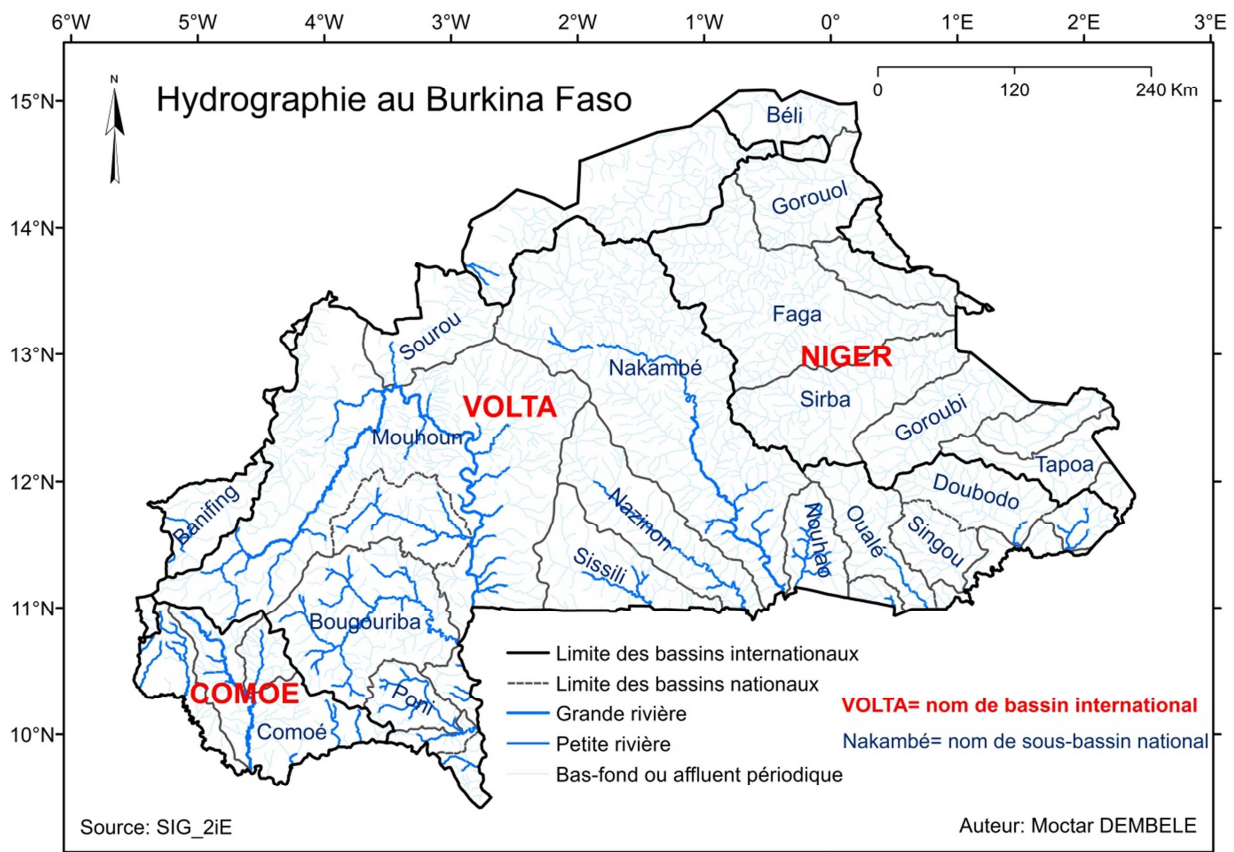 6°W 5°W 4°W 3°W 2°W 1°W 0° 1°E 2°E 3°E
Hydrographie au Burkina Faso
N
0 120 240 Km
15°N
14°N
13°N
12°N
11°N
10°N
Béli
Gorouol
Faga
NIGER
Sirba
Goroubi
Tapoa
Doubodo
Singou
Oualé
Nouhao
Nakambé
Nazinon
Sissili
Sourou
VOLTA
Mouhoun
Banifing
Bougouriba
Poni
COMOE
Comoé
Limite des bassins internationaux
Limite des bassins nationaux
Grande rivière
Petite rivière
Bas-fond ou affluent périodique
VOLTA= nom de bassin international
Nakambé= nom de sous-bassin national
Source: SIG_2iE
Auteur: Moctar DEMBELE